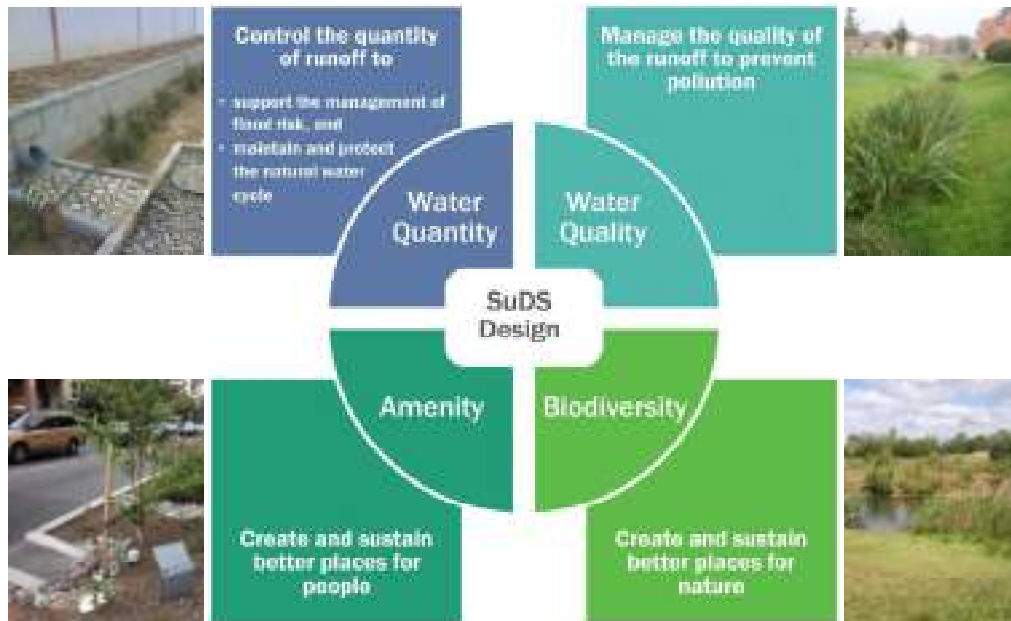 Control the quantity
of runoff to
• support the management of
flood risk, and
• maintain and protect
the natural water
cycle
Manage the quality of
the runoff to prevent
pollution
Water
Quantity
Water
Quality
SuDS
Design
Amenity
Biodiversity
Create and sustain
better places for
people
Create and sustain
better places for
nature